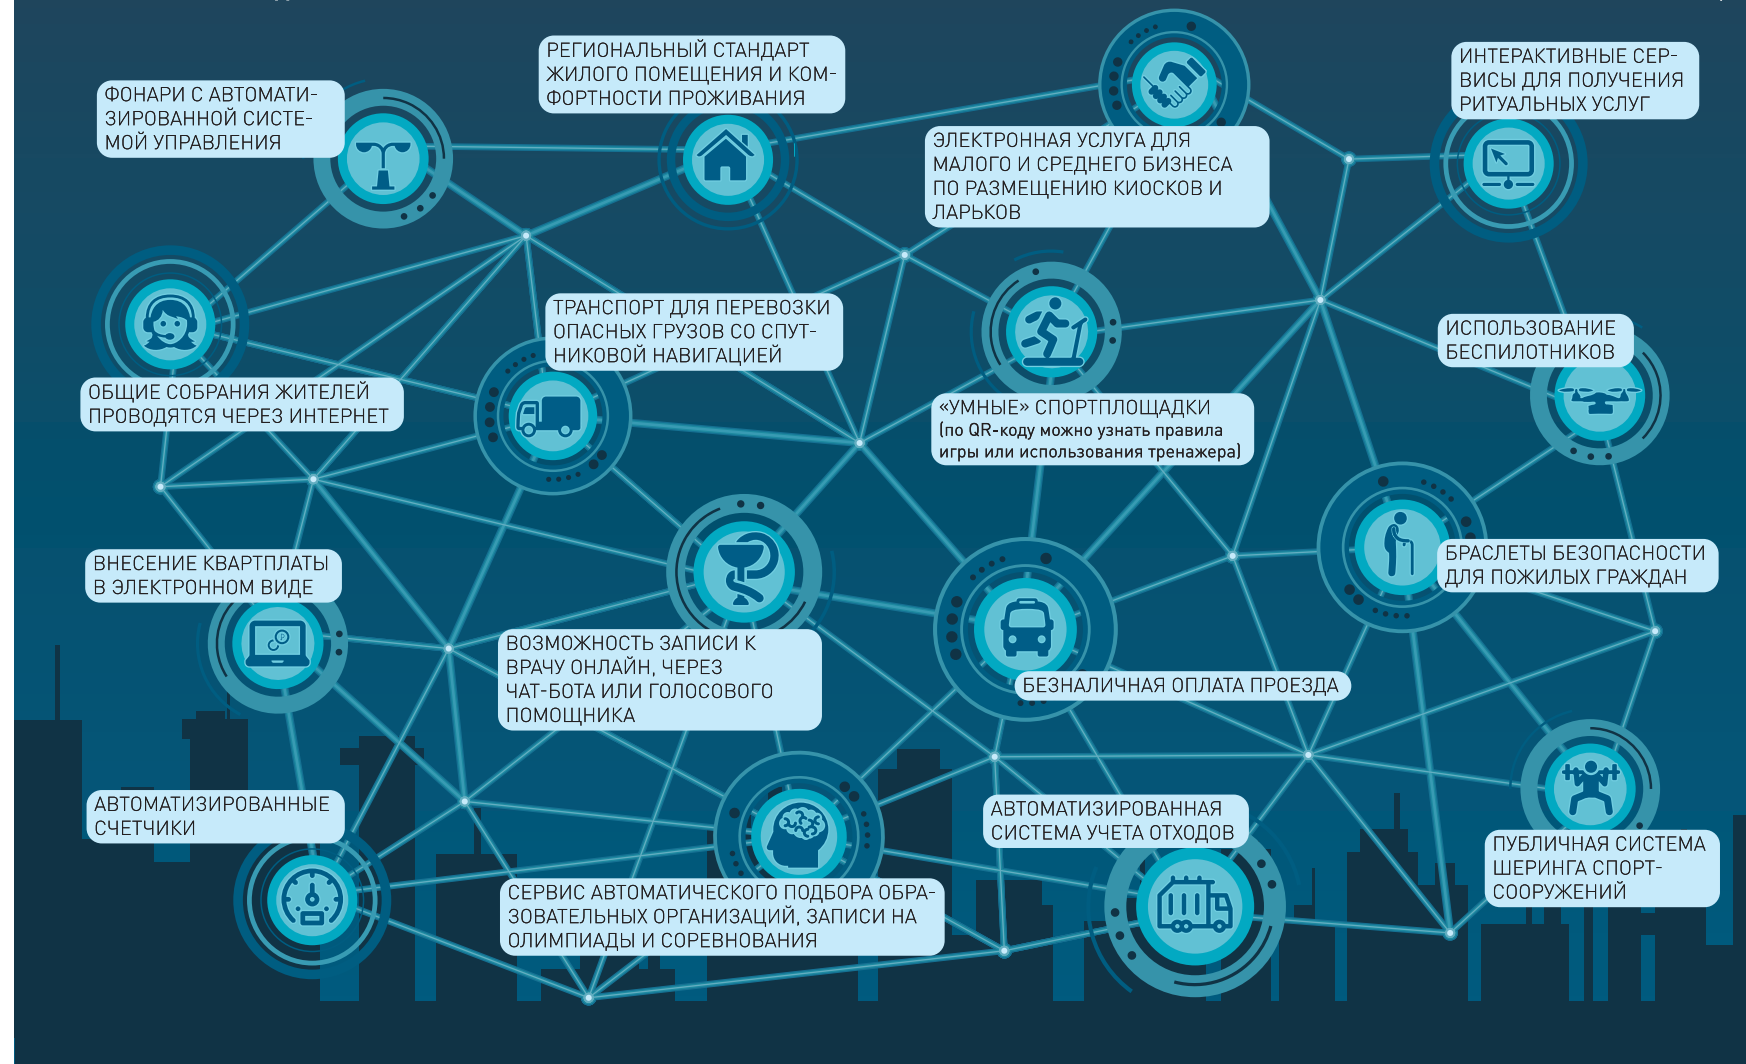 ФОНАРИ С АВТОМАТИ-
ЗИРОВАННОЙ СИСТЕ-
МОЙ УПРАВЛЕНИЯ
РЕГИОНАЛЬНЫЙ СТАНДАРТ
ЖИЛОГО ПОМЕЩЕНИЯ И КОМ-
ФОРТНОСТИ ПРОЖИВАНИЯ
ЭЛЕКТРОННАЯ УСЛУГА ДЛЯ
МАЛОГО И СРЕДНЕГО БИЗНЕСА
ПО РАЗМЕЩЕНИЮ КИОСКОВ И
ЛАРЬКОВ
ИНТЕРАКТИВНЫЕ СЕР-
ВИСЫ ДЛЯ ПОЛУЧЕНИЯ
РИТУАЛЬНЫХ УСЛУГ
ОБЩИЕ СОБРАНИЯ ЖИТЕЛЕЙ
ПРОВОДЯТСЯ ЧЕРЕЗ ИНТЕРНЕТ
ТРАНСПОРТ ДЛЯ ПЕРЕВОЗКИ
ОПАСНЫХ ГРУЗОВ СО СПУТ-
НИКОВОЙ НАВИГАЦИЕЙ
«УМНЫЕ» СПОРТПЛОЩАДКИ
(по QR-коду можно узнать правила
игры или использования тренажера)
ИСПОЛЬЗОВАНИЕ
БЕСПИЛОТНИКОВ
ВНЕСЕНИЕ КВАРТПЛАТЫ
В ЭЛЕКТРОННОМ ВИДЕ
ВОЗМОЖНОСТЬ ЗАПИСИ К
ВРАЧУ ОНЛАЙН, ЧЕРЕЗ
ЧАТ-БОТА ИЛИ ГОЛОСОВОГО
ПОМОЩНИКА
БЕЗНАЛИЧНАЯ ОПЛАТА ПРОЕЗДА
БРАСЛЕТЫ БЕЗОПАСНОСТИ
ДЛЯ ПОЖИЛЫХ ГРАЖДАН
АВТОМАТИЗИРОВАННЫЕ
СЧЕТЧИКИ
СЕРВИС АВТОМАТИЧЕСКОГО ПОДБОРА ОБРА-
ЗОВАТЕЛЬНЫХ ОРГАНИЗАЦИЙ, ЗАПИСИ НА
ОЛИМПИАДЫ И СОРЕВНОВАНИЯ
АВТОМАТИЗИРОВАННАЯ
СИСТЕМА УЧЕТА ОТХОДОВ
ПУБЛИЧНАЯ СИСТЕМА
ШЕРИНГА СПОРТ-
СООРУЖЕНИЙ